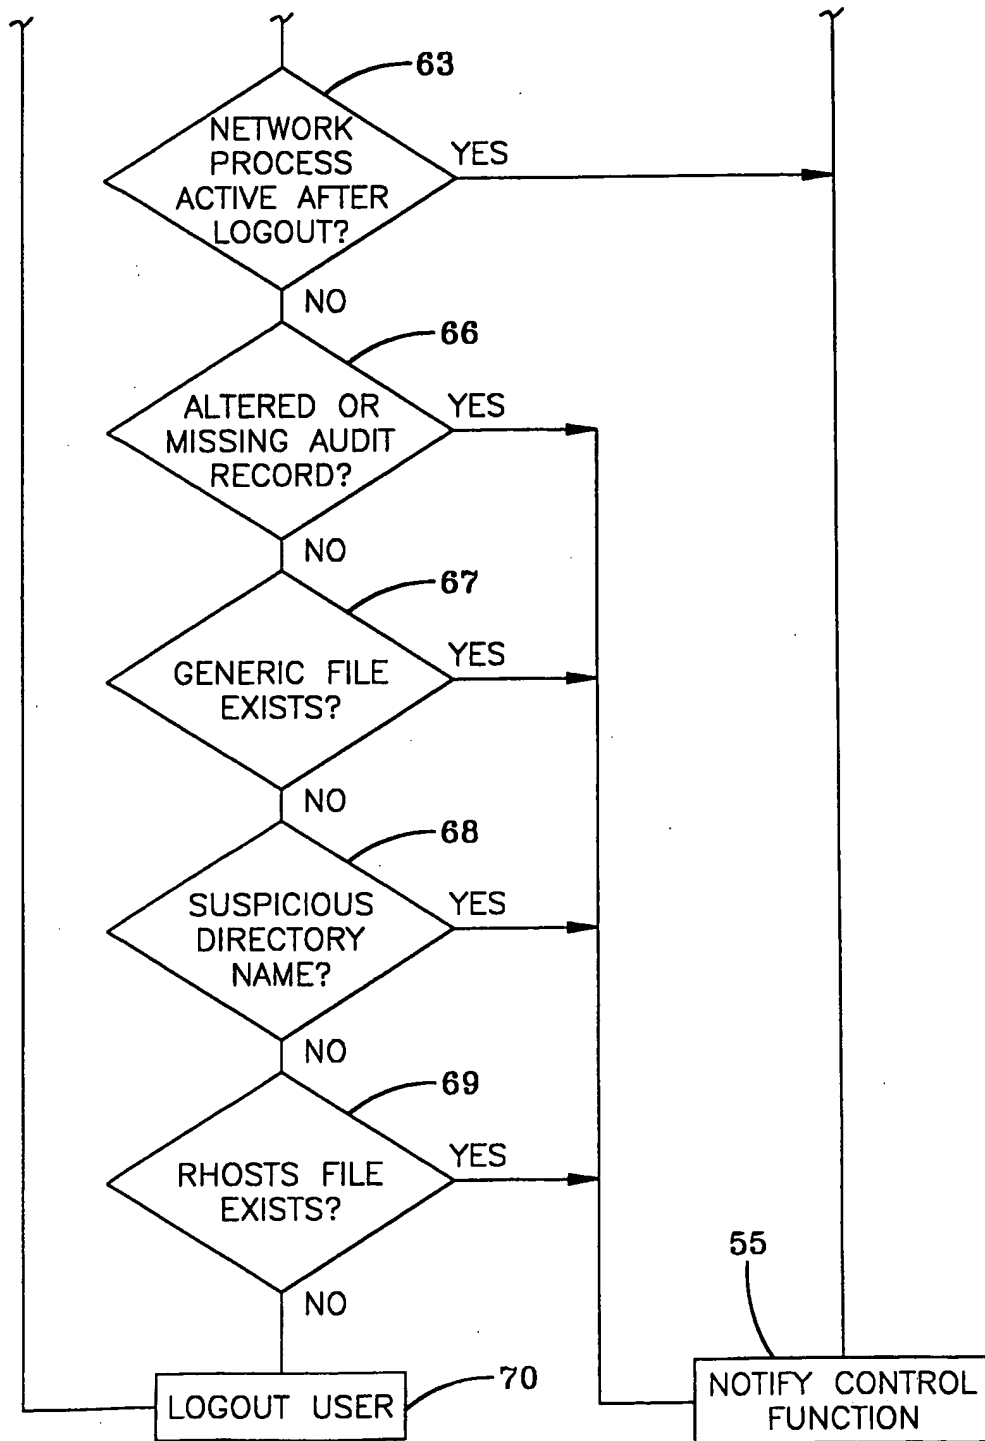 63
NETWORK
PROCESS
ACTIVE AFTER
LOGOUT?
YES
NO
66
ALTERED OR
MISSING AUDIT
RECORD?
YES
NO
67
GENERIC FILE
EXISTS?
YES
NO
68
SUSPICIOUS
DIRECTORY
NAME?
YES
NO
69
RHOSTS FILE
EXISTS?
YES
NO
55
LOGOUT USER
70
NOTIFY CONTROL
FUNCTION